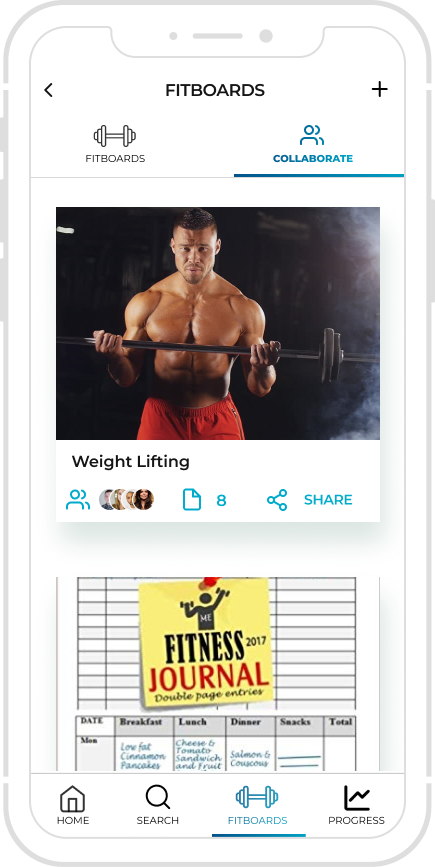 FITBOARDS
FITBOARDS
COLLABORATE
Weight Lifting
8
SHARE
ME
FITNESS 2017
JOURNAL
Double page entries
DATE Breakfast Lunch Dinner Snacks Total
Mon
Low fat
Cinnamon
Pancakes
Cheese &
Tomato
Sandwich
and Fruit
Salmon &
Couscous
HOME
SEARCH
FITBOARDS
PROGRESS